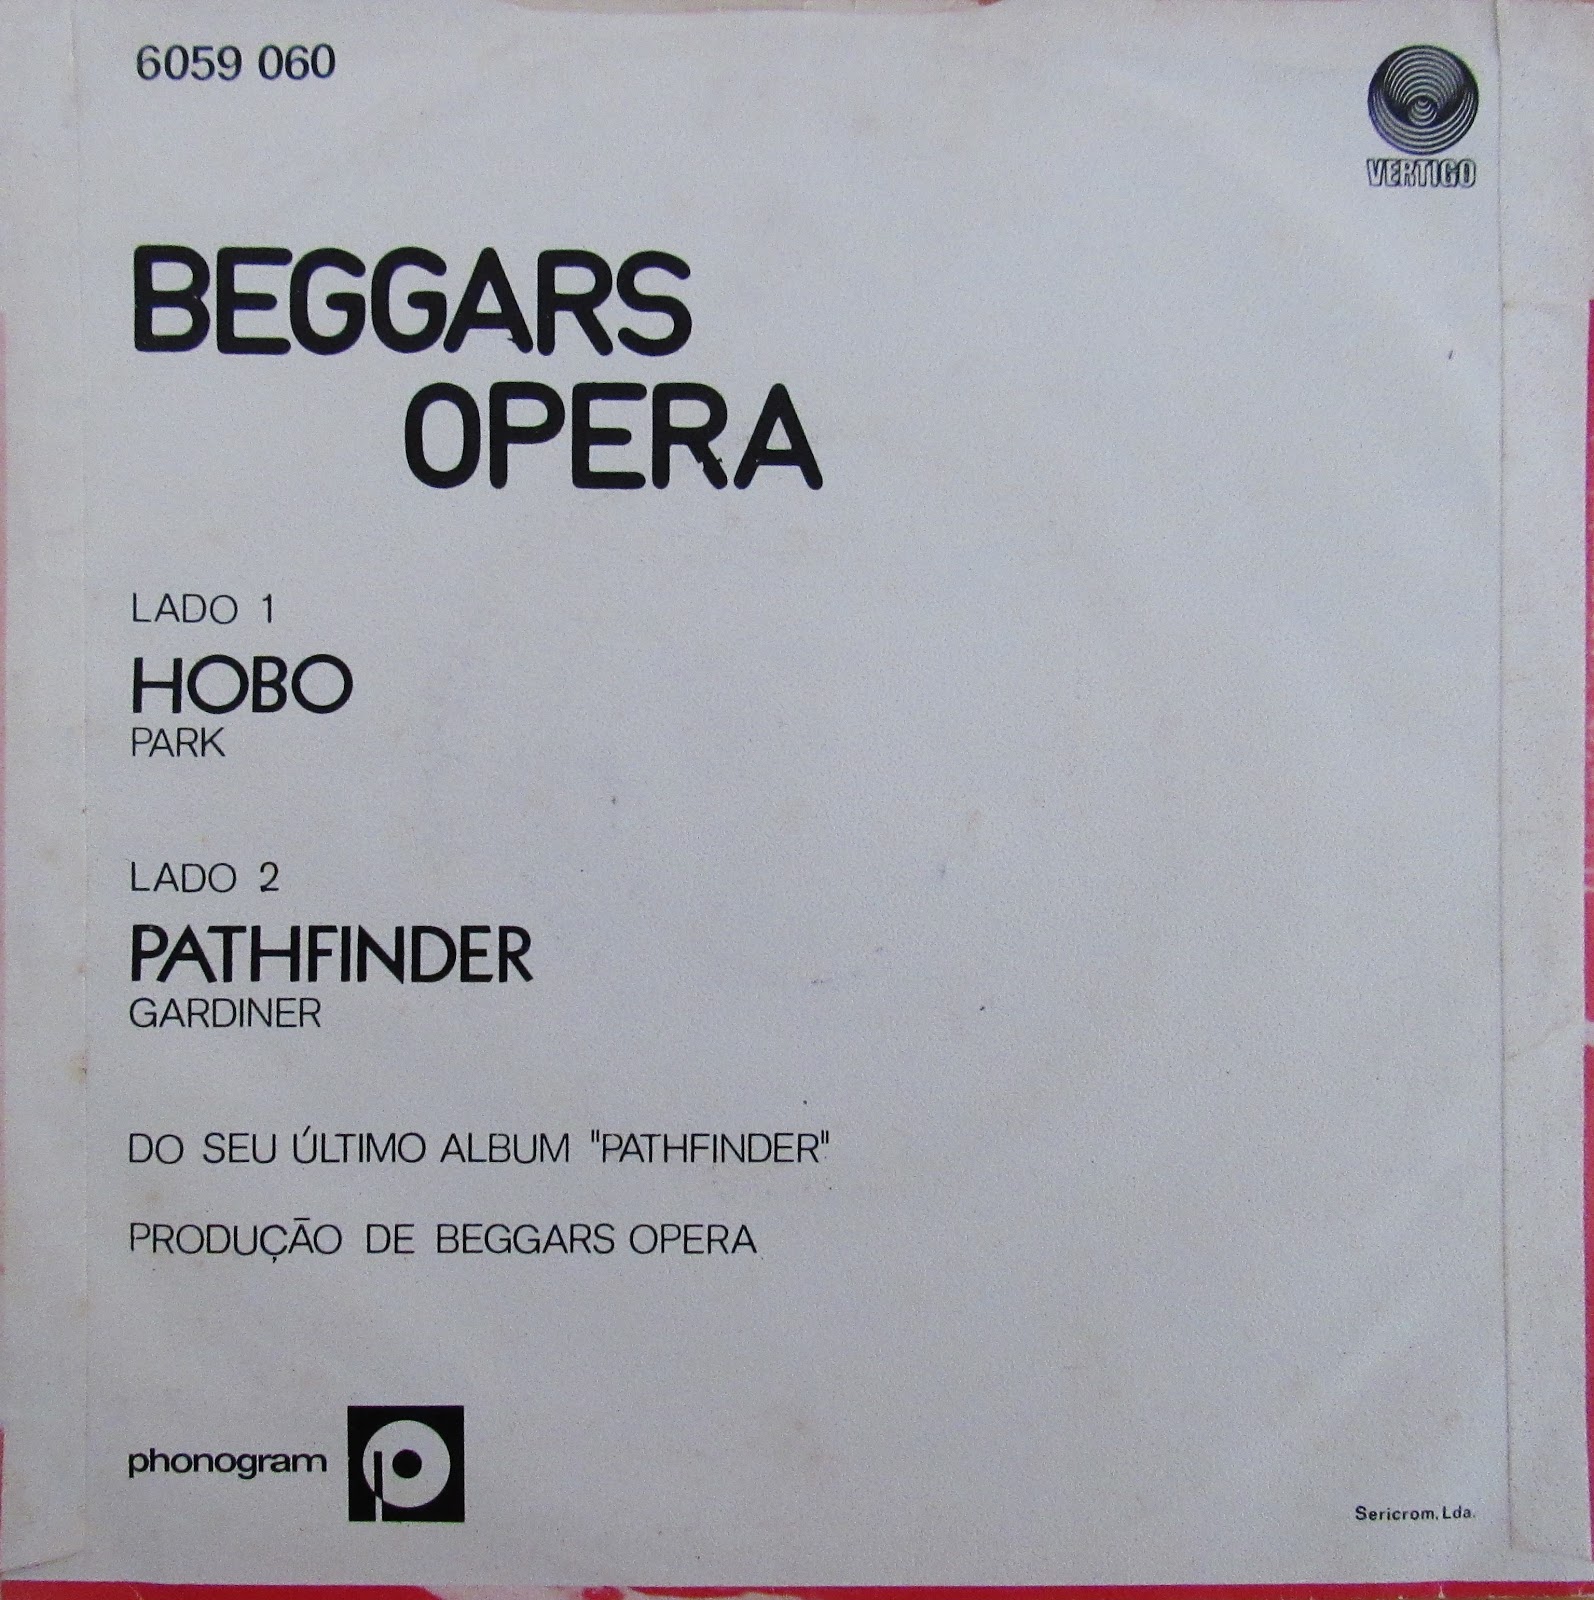 6059 060
VERTIGO
BEGGARS
OPERA
LADO 1
HOBO
PARK
LADO 2
PATHFINDER
GARDINER
DO SEU ÚLTIMO ALBUM "PATHFINDER"
PRODUÇÃO DE BEGGARS OPERA
phonogram
Sericrom, Lda.